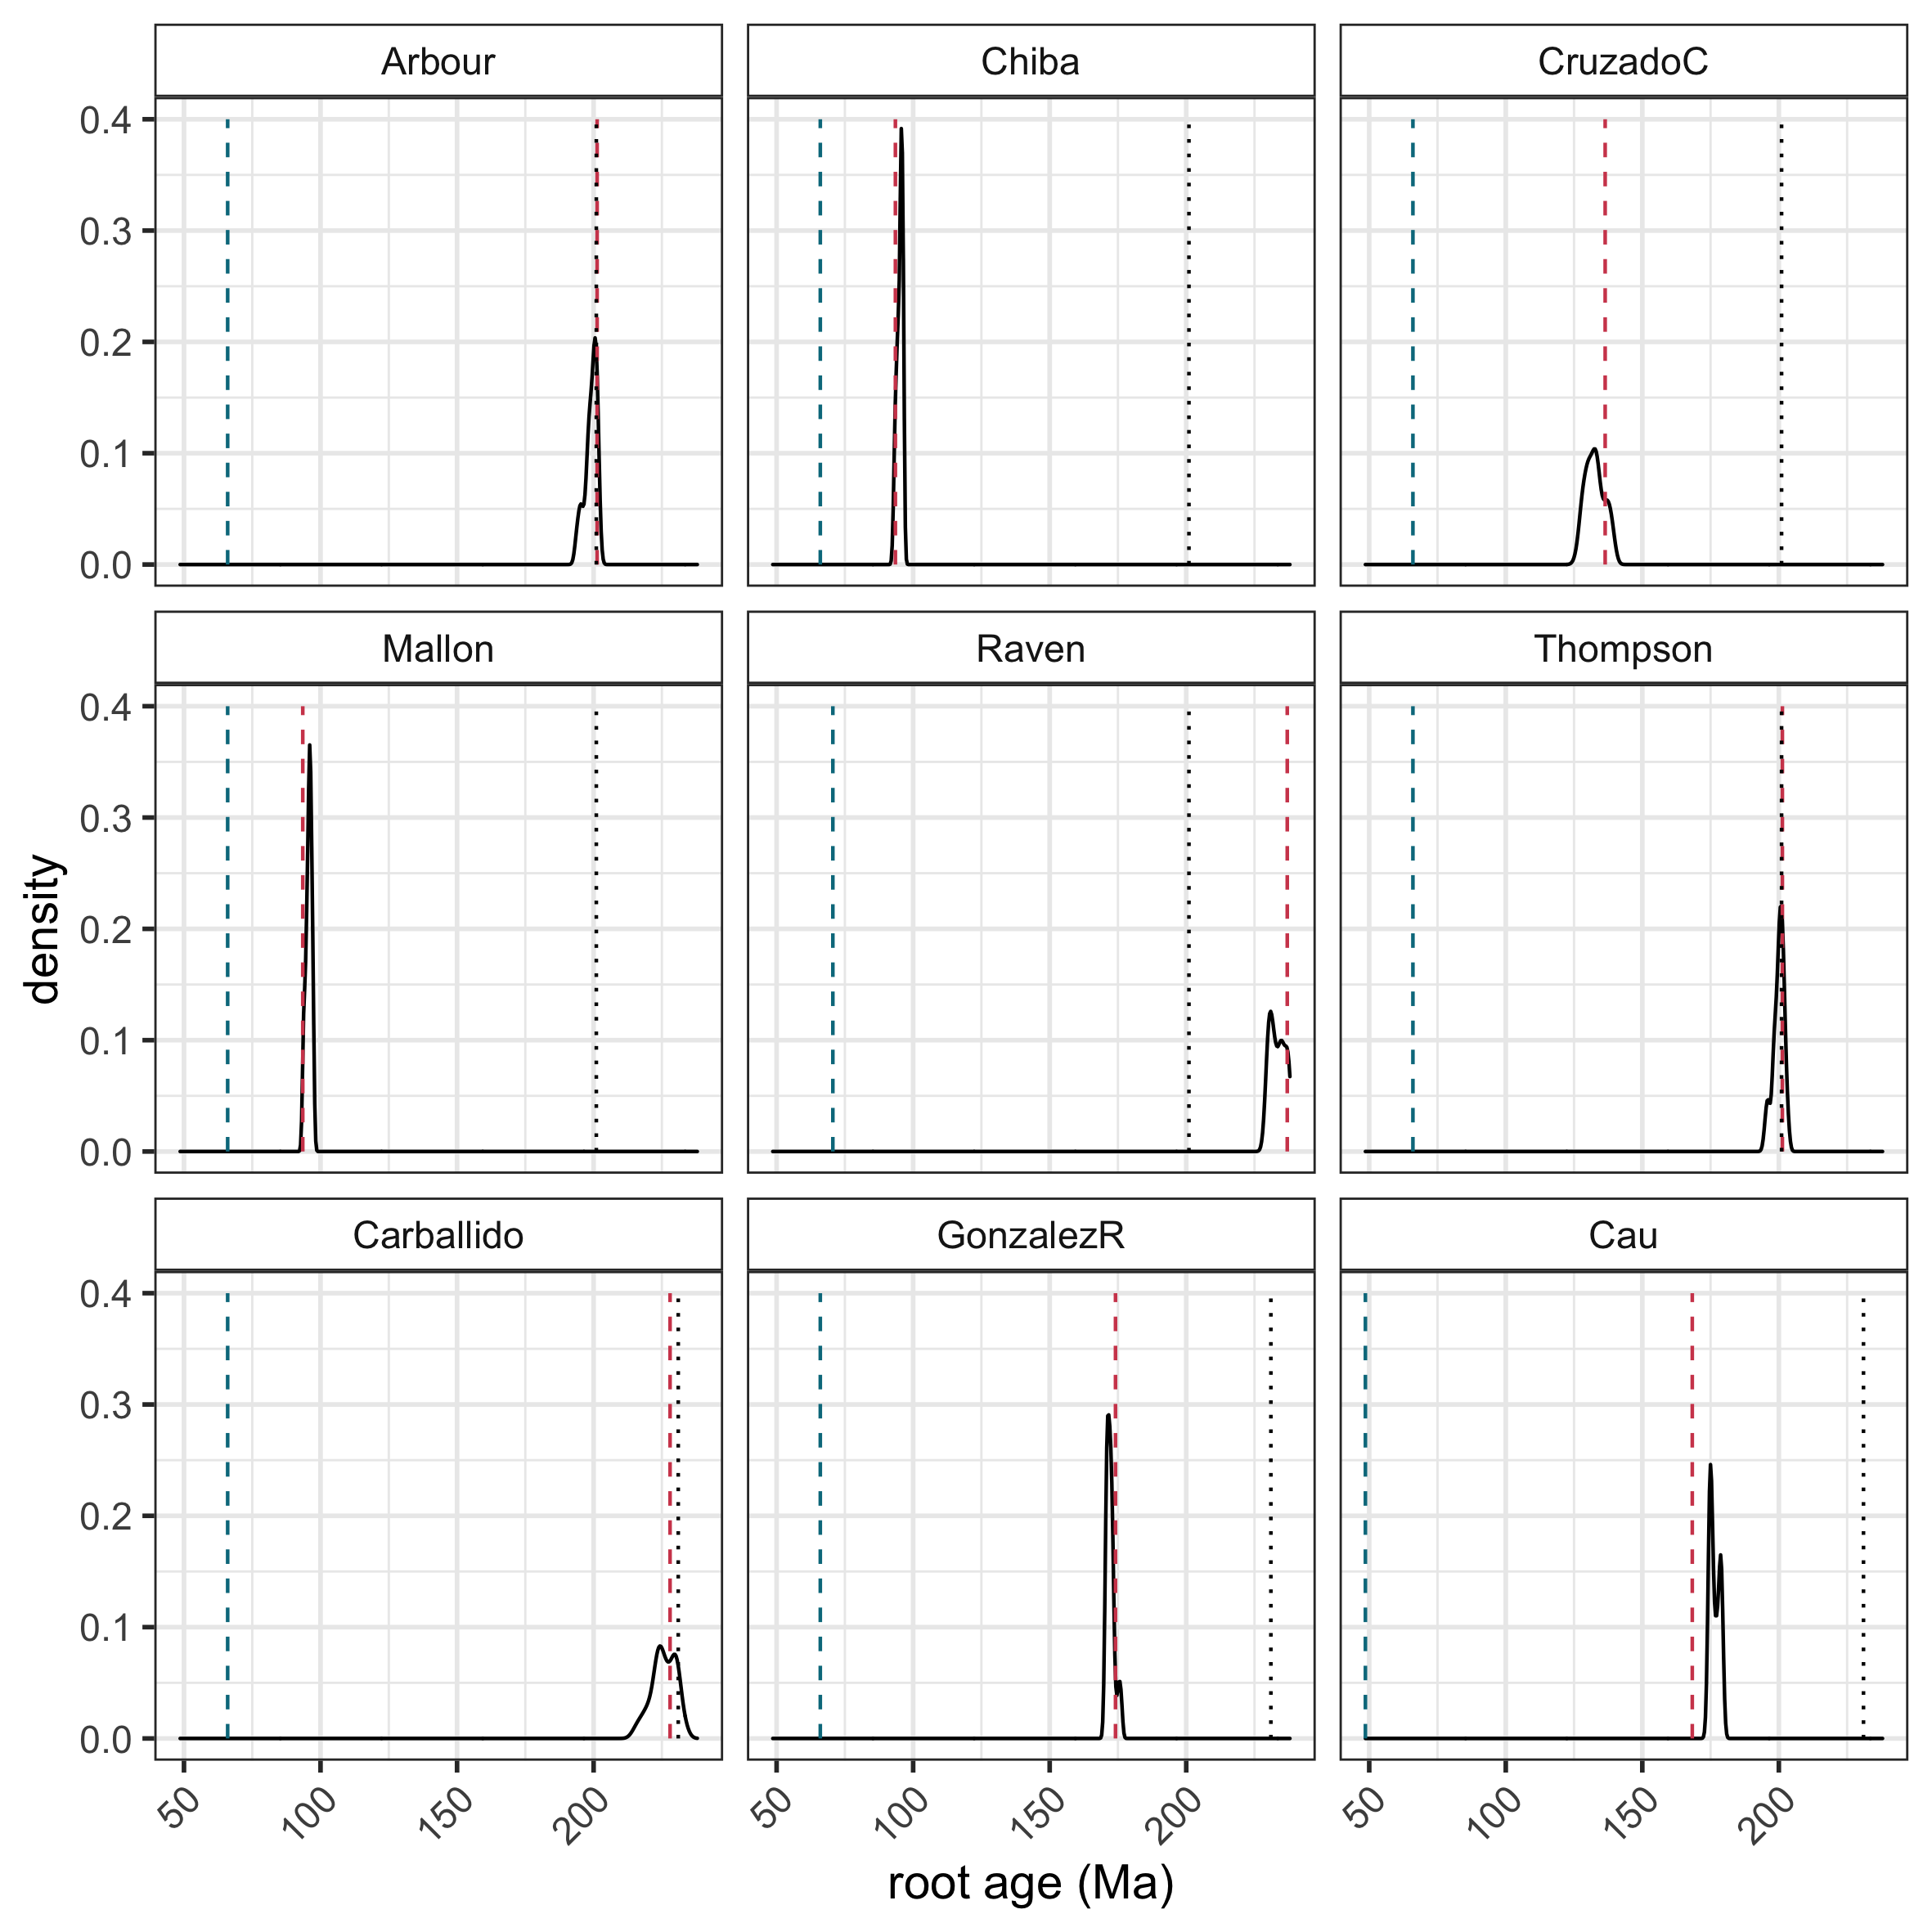 Arbour Chiba CruzadoC
0.4
0.3
0.2
0.1
0.0
Mallon Raven Thompson
0.4
0.3
0.2
0.1
0.0
density
Carballido GonzalezR Cau
0.4
0.3
0.2
0.1
0.0
50 100 150 200 50 100 150 200 50 100 150 200
root age (Ma)